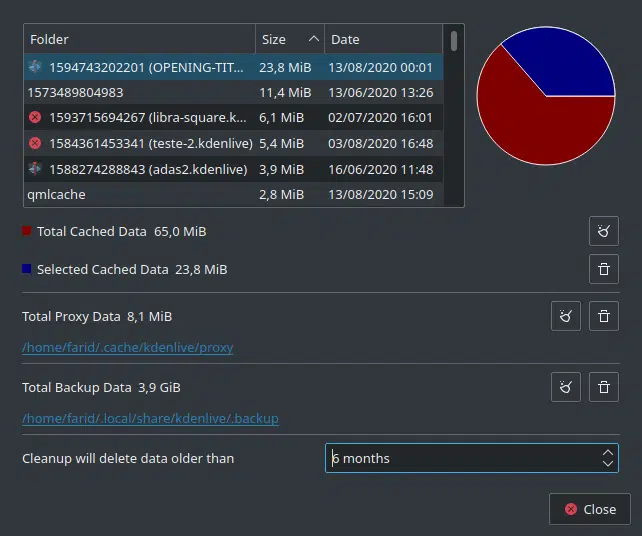 Folder Size Date
1594743202201 (OPENING-TIT... 23,8 MiB 13/08/2020 00:01
1573489804983 11,4 MiB 13/06/2020 13:26
1593715694267 (libra-square.k... 6,1 MiB 02/07/2020 16:01
1584361453341 (teste-2.kdenlive) 5,4 MiB 03/08/2020 16:48
1588274288843 (adas2.kdenlive) 3,9 MiB 16/06/2020 11:48
qmlcache 2,8 MiB 13/08/2020 15:09
Total Cached Data 65,0 MiB
Selected Cached Data 23,8 MiB
Total Proxy Data 8,1 MiB
/home/farid/.cache/kdenlive/proxy
Total Backup Data 3,9 GiB
/home/farid/.local/share/kdenlive/.backup
Cleanup will delete data older than 6 months
Close